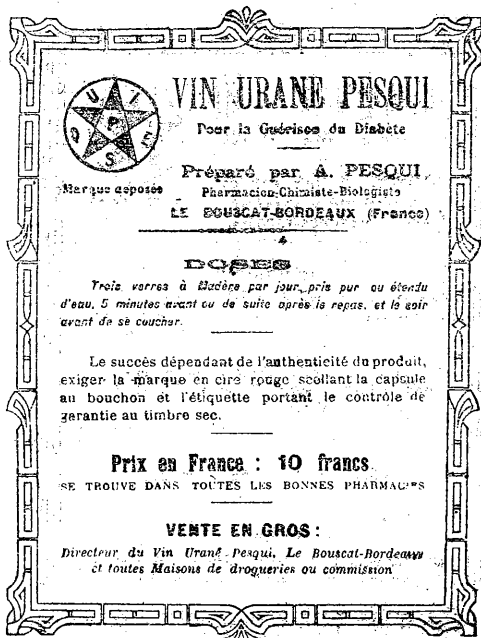 P E S Q U I
VIN URANE PESQUI
Pour la Guérison du Diabète
Marque déposée
Préparé par A. PESQUI
Pharmacien-Chimiste-Biologiste
LE BOUSCAT-BORDEAUX (France)
DOSES
Trois verres à Madère par jour, pris pur ou étendu
d'eau, 5 minutes avant ou de suite après le repas, et le soir
avant de se coucher.
Le succès dépendant de l'authenticité du produit,
exiger la marque en cire rouge scellant la capsule
au bouchon et l'étiquette portant le contrôle de
garantie au timbre sec.
Prix en France : 10 francs
SE TROUVE DANS TOUTES LES BONNES PHARMACIES
VENTE EN GROS :
Directeur du Vin Urané Pesqui, Le Bouscat-Bordeaux
et toutes Maisons de drogueries ou commission